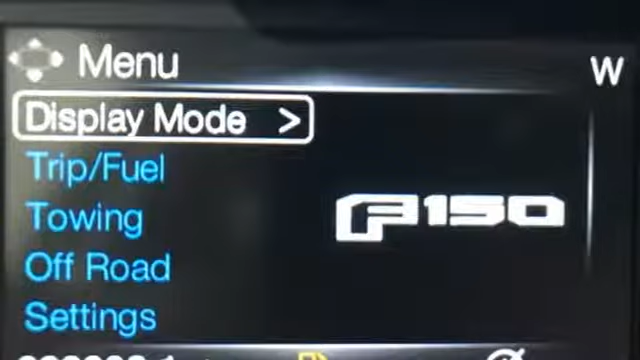 Menu
W
Display Mode >
Trip/Fuel
F150
Towing
Off Road
Settings